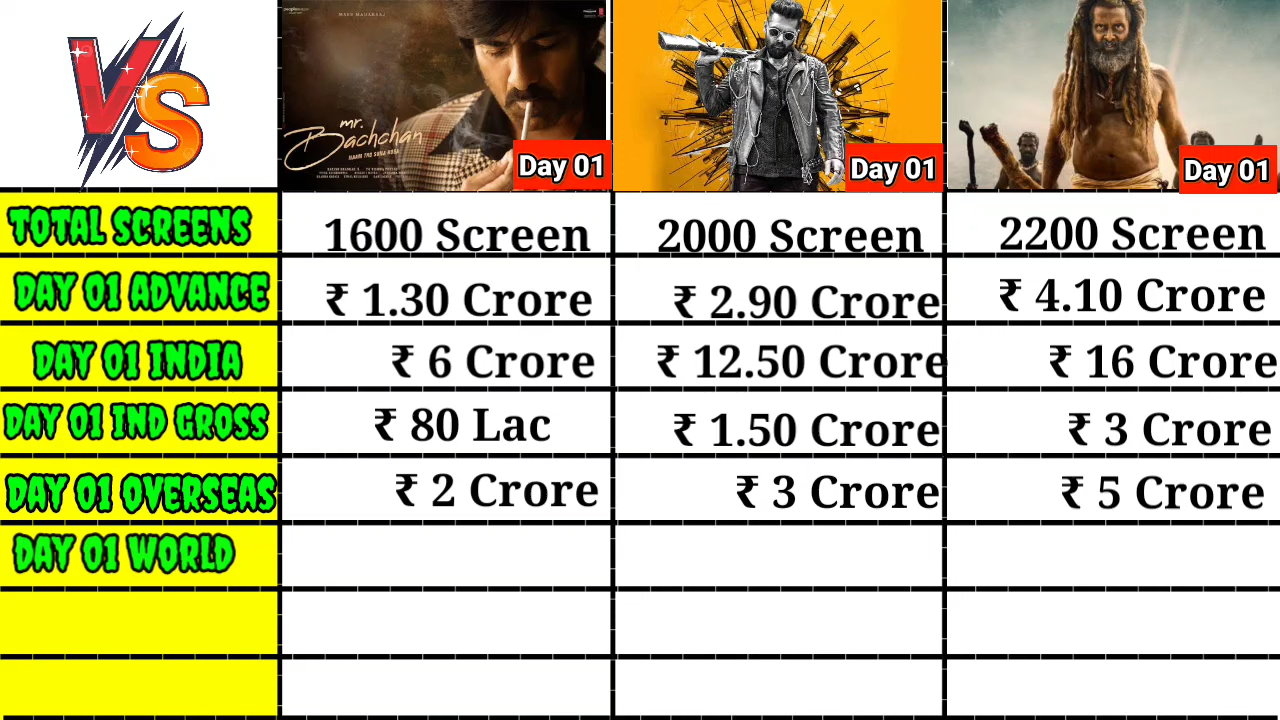 VS
MASS MAHARAAJ
mr.
Bachchan
Day 01
Day 01
Day 01
TOTAL SCREENS
1600 Screen
2000 Screen
2200 Screen
DAY 01 ADVANCE
₹ 1.30 Crore
₹ 2.90 Crore
₹ 4.10 Crore
DAY 01 INDIA
₹ 6 Crore
₹ 12.50 Crore
₹ 16 Crore
DAY 01 IND GROSS
₹ 80 Lac
₹ 1.50 Crore
₹ 3 Crore
DAY 01 OVERSEAS
₹ 2 Crore
₹ 3 Crore
₹ 5 Crore
DAY 01 WORLD